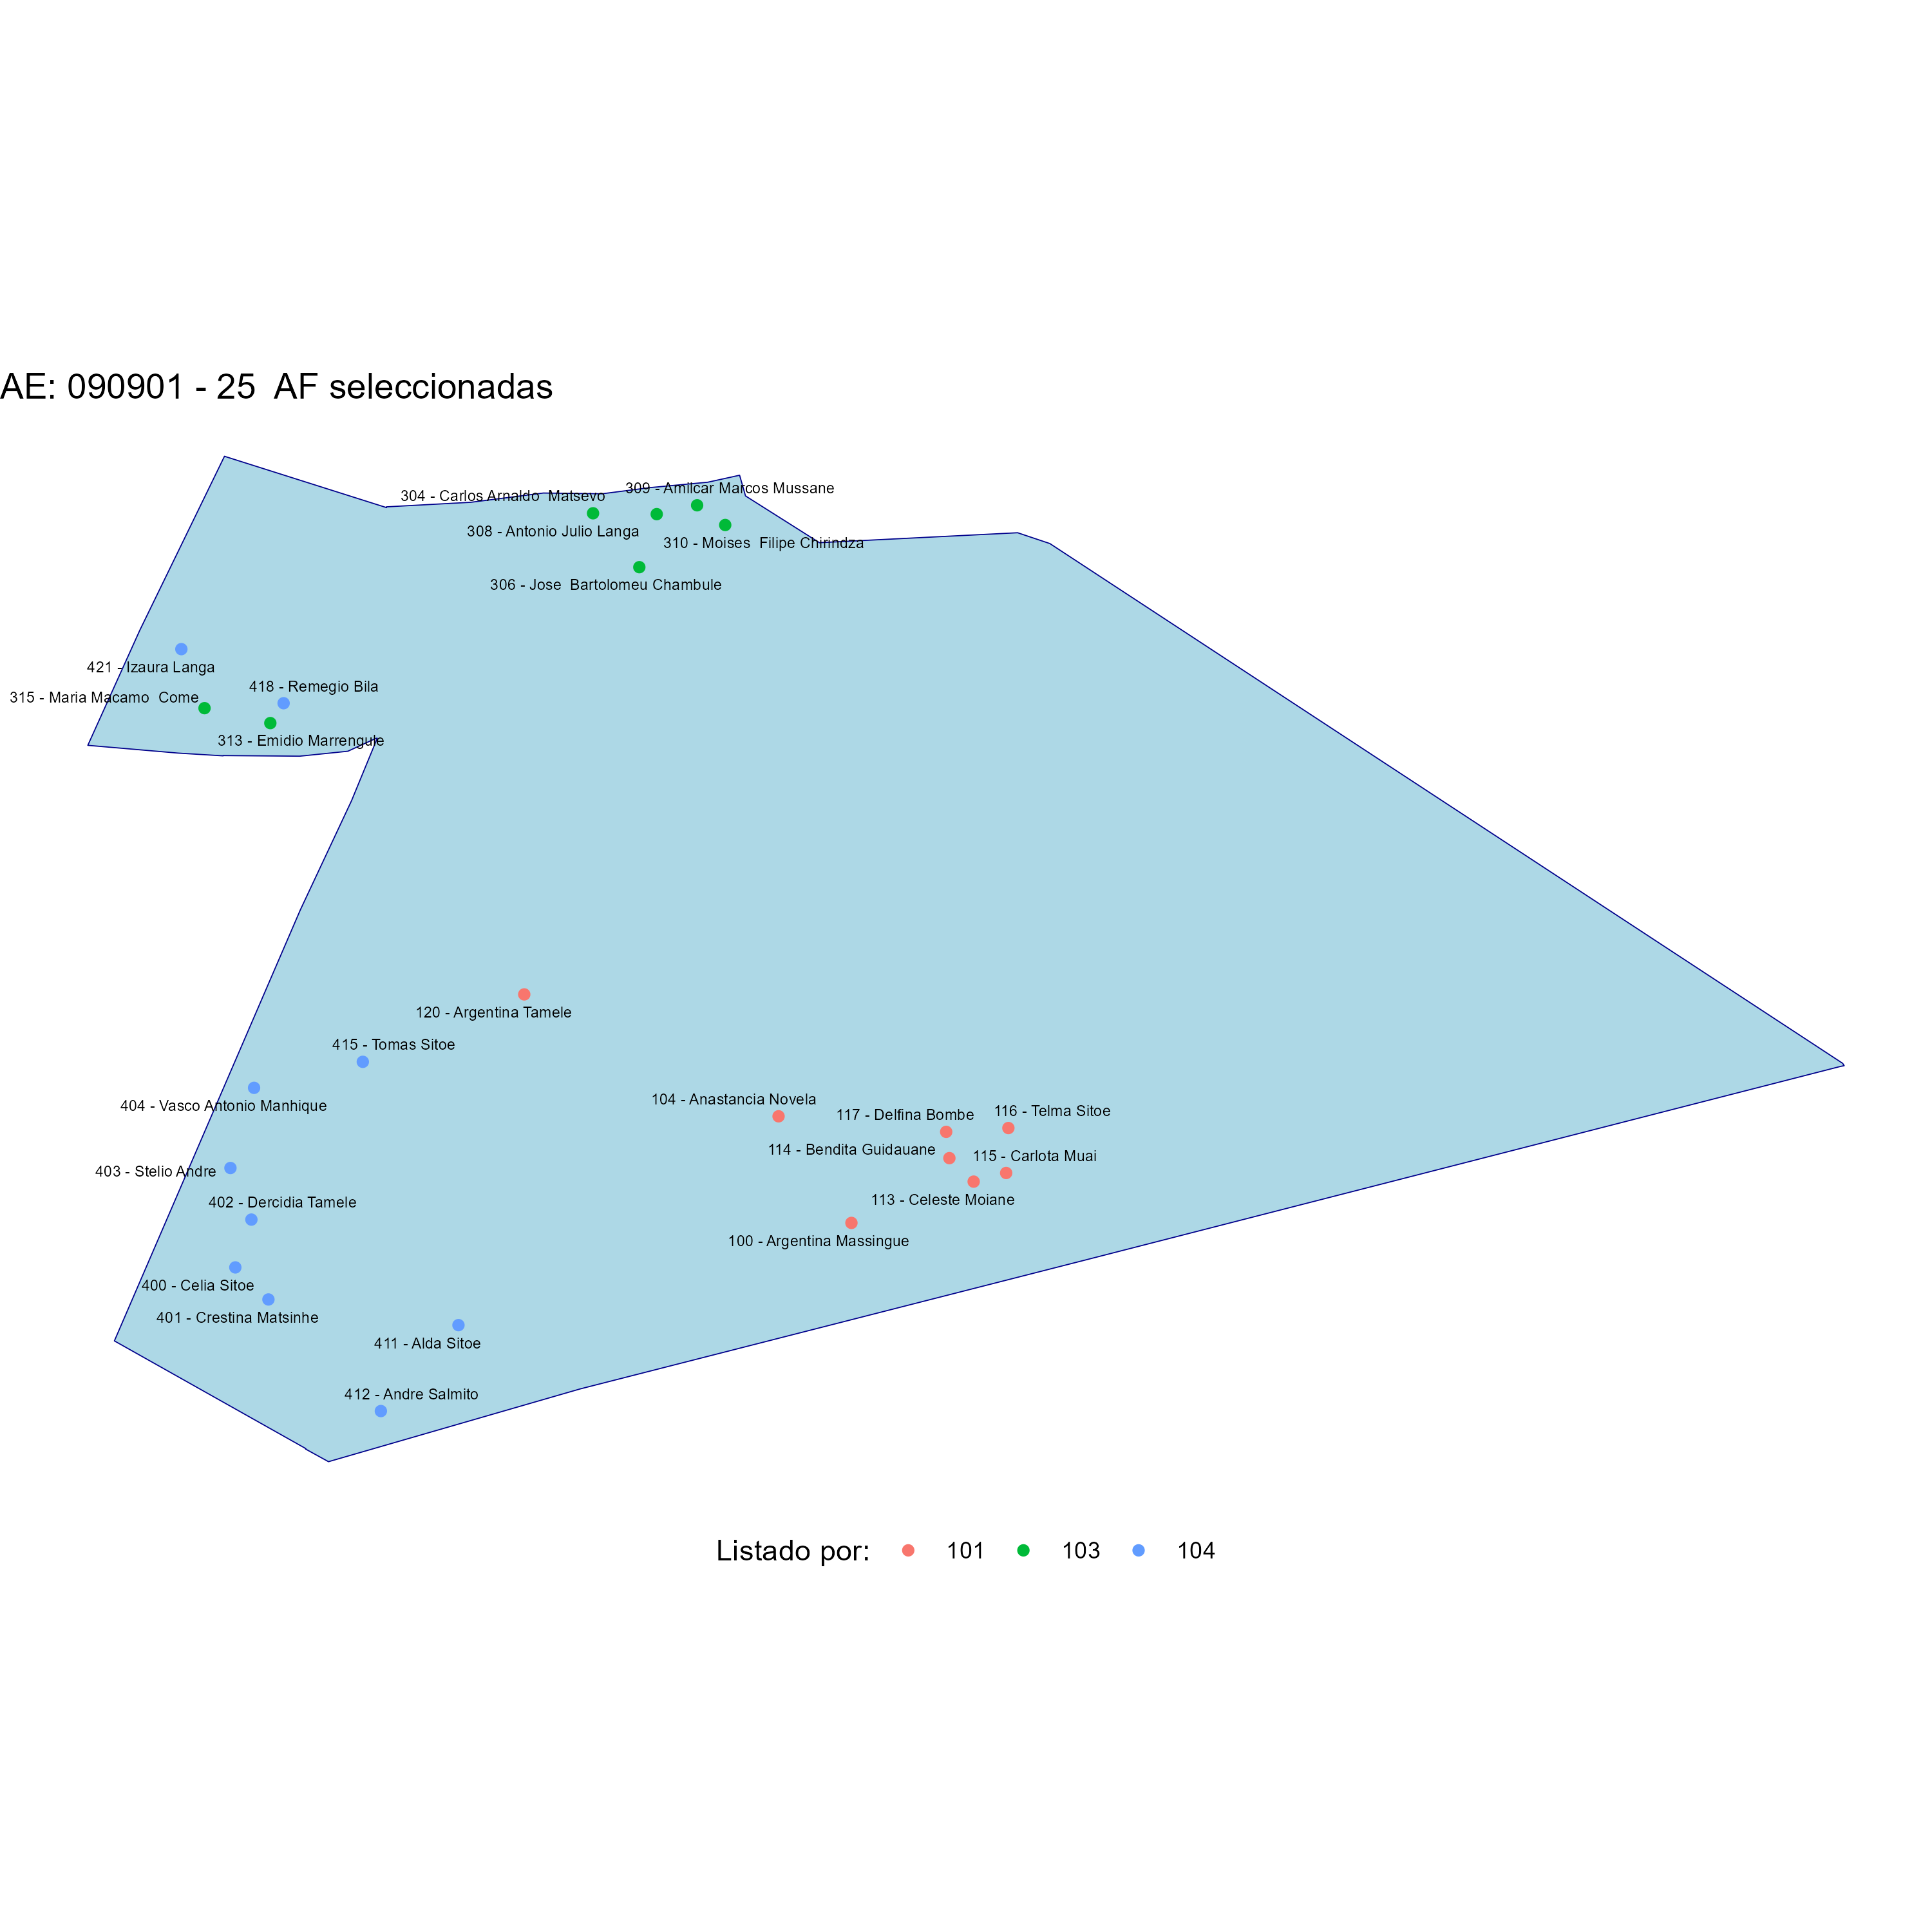 AE: 090901 - 25  AF seleccionadas
309 - Amilcar Marcos Mussane
304 - Carlos Arnaldo  Matsevo
308 - Antonio Julio Langa
310 - Moises  Filipe Chirindza
306 - Jose  Bartolomeu Chambule
421 - Izaura Langa
418 - Remegio Bila
315 - Maria Macamo  Come
313 - Emidio Marrengule
120 - Argentina Tamele
415 - Tomas Sitoe
404 - Vasco Antonio Manhique
104 - Anastancia Novela
117 - Delfina Bombe
116 - Telma Sitoe
114 - Bendita Guidauane
115 - Carlota Muai
403 - Stelio Andre
113 - Celeste Moiane
402 - Dercidia Tamele
100 - Argentina Massingue
400 - Celia Sitoe
401 - Crestina Matsinhe
411 - Alda Sitoe
412 - Andre Salmito
Listado por: 101 103 104